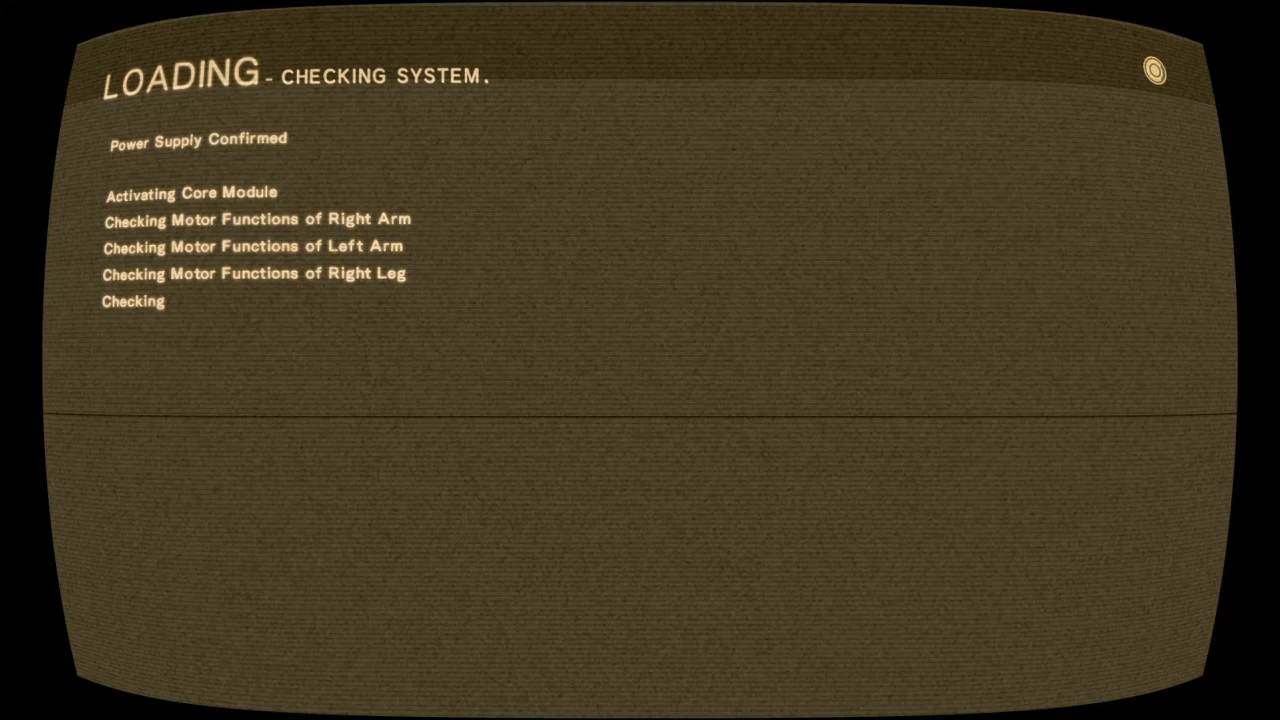 LOADING - CHECKING SYSTEM.
Power Supply Confirmed
Activating Core Module
Checking Motor Functions of Right Arm
Checking Motor Functions of Left Arm
Checking Motor Functions of Right Leg
Checking